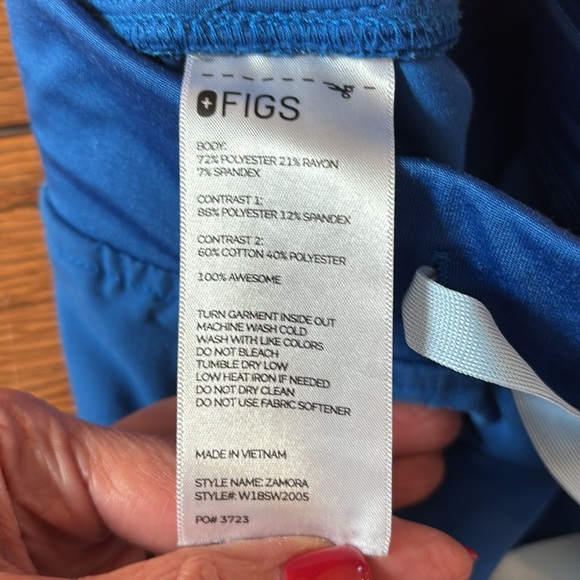 FIGS
BODY:
72% POLYESTER 21% RAYON
7% SPANDEX
CONTRAST 1:
88% POLYESTER 12% SPANDEX
CONTRAST 2:
60% COTTON 40% POLYESTER
100% AWESOME
TURN GARMENT INSIDE OUT
MACHINE WASH COLD
WASH WITH LIKE COLORS
DO NOT BLEACH
TUMBLE DRY LOW
LOW HEAT IRON IF NEEDED
DO NOT DRY CLEAN
DO NOT USE FABRIC SOFTENER
MADE IN VIETNAM
STYLE NAME: ZAMORA
STYLE#: W18SW2005
PO# 3723